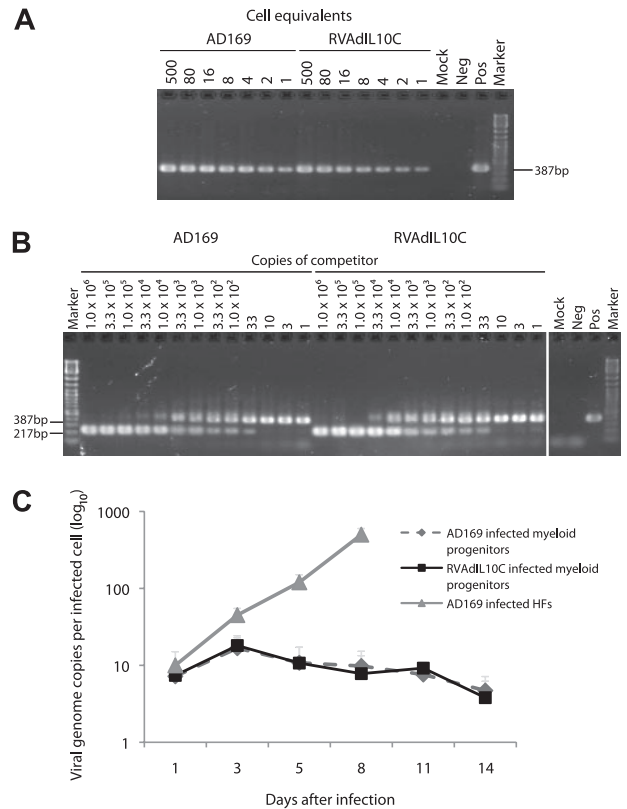 A
Cell equivalents
AD169 RVAdIL10C
500 80 16 8 4 2 1 500 80 16 8 4 2 1 Mock Neg Pos Marker
387bp
B
AD169 RVAdIL10C
Copies of competitor
Marker 1.0 x 10⁶ 3.3 x 10⁵ 1.0 x 10⁵ 3.3 x 10⁴ 1.0 x 10⁴ 3.3 x 10³ 1.0 x 10³ 3.3 x 10² 1.0 x 10² 33 10 3 1 1.0 x 10⁶ 3.3 x 10⁵ 1.0 x 10⁵ 3.3 x 10⁴ 1.0 x 10⁴ 3.3 x 10³ 1.0 x 10³ 3.3 x 10² 1.0 x 10² 33 10 3 1 Mock Neg Pos Marker
387bp
217bp
C
Viral genome copies per infected cell (log₁₀)
1000
100
10
1
1 3 5 8 11 14
Days after infection
AD169 infected myeloid
progenitors
RVAdIL10C infected myeloid
progenitors
AD169 infected HFs